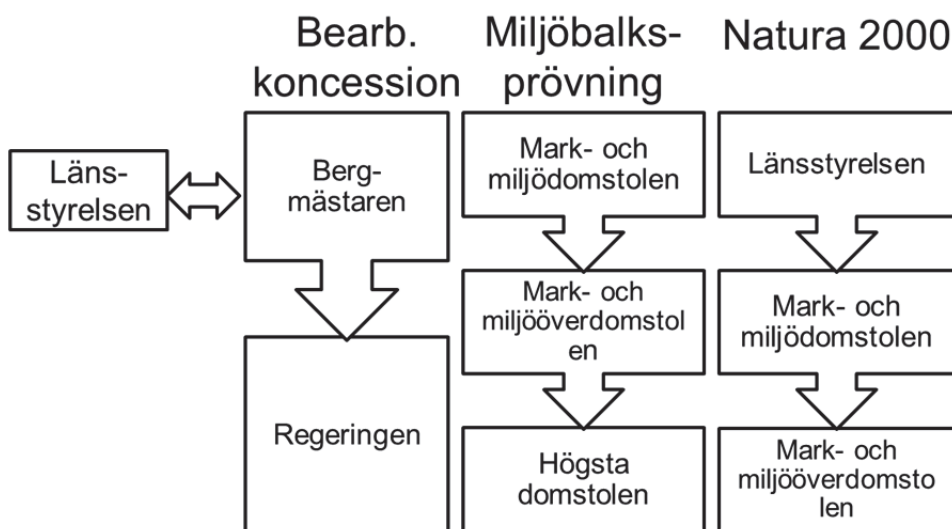 Bearb.
koncession
Miljöbalks-
prövning
Natura 2000
Läns-
styrelsen
Berg-
mästaren
Regeringen
Mark- och
miljödomstolen
Mark- och
miljööverdomstol
en
Högsta
domstolen
Länsstyrelsen
Mark- och
miljödomstolen
Mark- och
miljööverdomsto
len